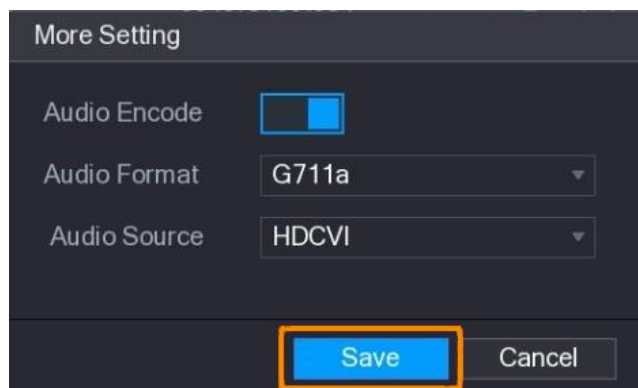 More Setting
Audio Encode
Audio Format G711a
Audio Source HDCVI
Save Cancel